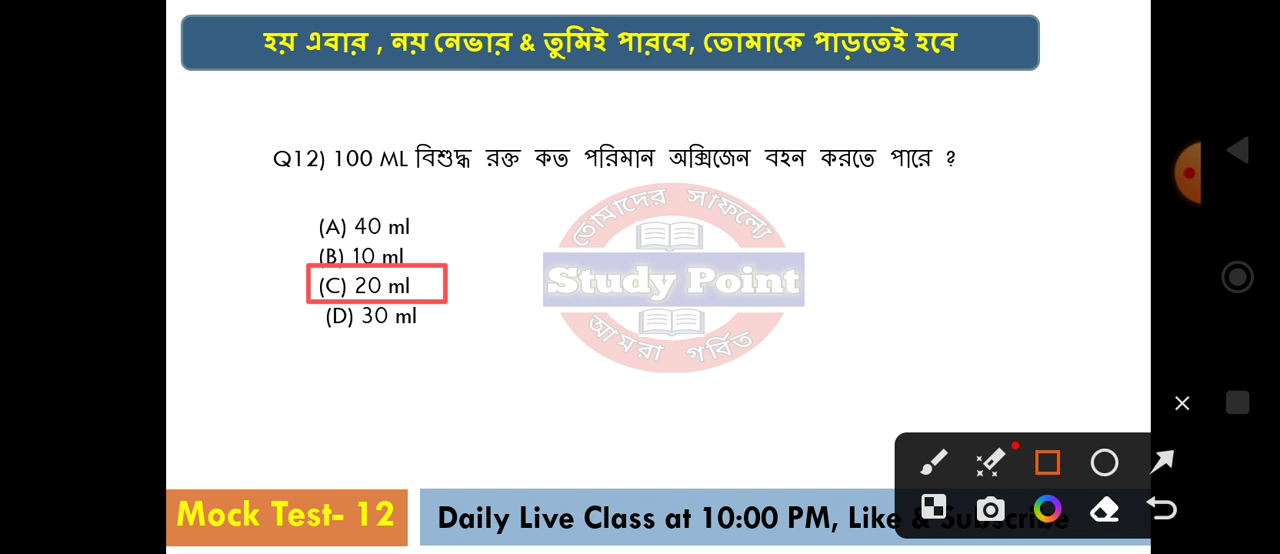 হয় এবার , নয় নেভার & তুমিই পারবে, তোমাকে পাড়তেই হবে
Q12) 100 ML বিশুদ্ধ রক্ত কত পরিমান অক্সিজেন বহন করতে পারে ?
(A) 40 ml
(B) 10 ml
(C) 20 ml
(D) 30 ml
তোমাদের সাফল্যে
Study Point
আমরা গর্বিত
Mock Test- 12
Daily Live Class at 10:00 PM, Like & Subscribe